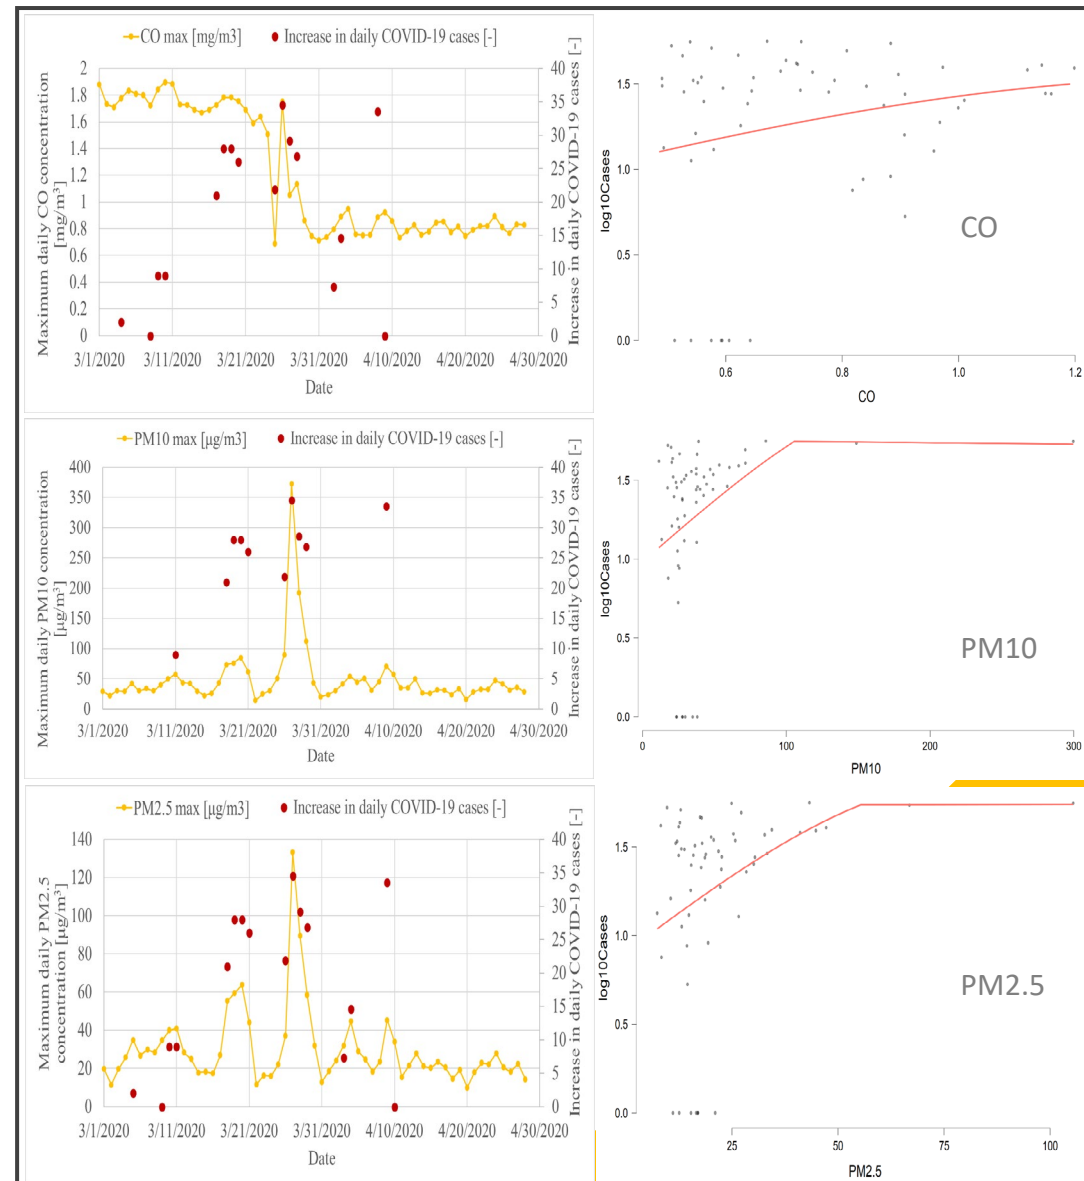 CO max [mg/m3] Increase in daily COVID-19 cases [-]
Maximum daily CO concentration
[mg/m³]
2
1.8
1.6
1.4
1.2
1
0.8
0.6
0.4
0.2
0
40
35
30
25
20
15
10
5
0
Increase in daily COVID-19 cases [-]
3/1/2020 3/11/2020 3/21/2020 3/31/2020 4/10/2020 4/20/2020 4/30/2020
Date
log10Cases
1.5
1.0
0.5
0.0
CO
0.6 0.8 1.0 1.2
CO
PM10 max [μg/m3] Increase in daily COVID-19 cases [-]
Maximum daily PM10 concentration
[μg/m³]
400
350
300
250
200
150
100
50
0
40
35
30
25
20
15
10
5
0
Increase in daily COVID-19 cases [-]
3/1/2020 3/11/2020 3/21/2020 3/31/2020 4/10/2020 4/20/2020 4/30/2020
Date
log10Cases
1.5
1.0
0.5
0.0
PM10
0 100 200 300
PM10
PM2.5 max [μg/m3] Increase in daily COVID-19 cases [-]
Maximum daily PM2.5
concentration [μg/m³]
140
120
100
80
60
40
20
0
40
35
30
25
20
15
10
5
0
Increase in daily COVID-19 cases [-]
3/1/2020 3/11/2020 3/21/2020 3/31/2020 4/10/2020 4/20/2020 4/30/2020
Date
log10Cases
1.5
1.0
0.5
0.0
PM2.5
25 50 75 100
PM2.5